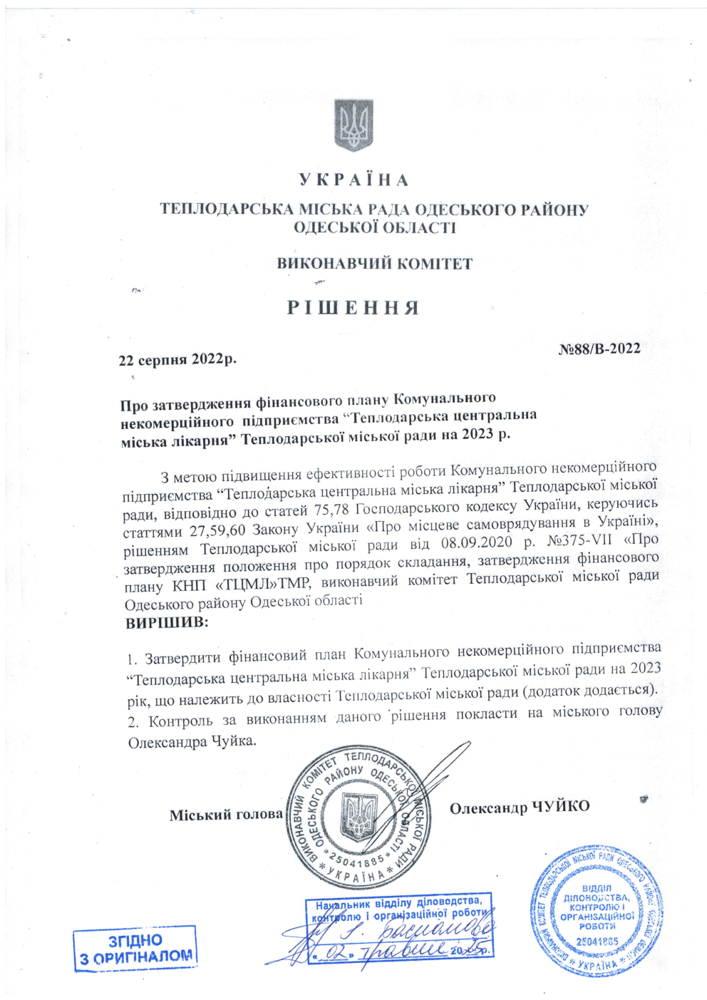 УКРАЇНА
ТЕПЛОДАРСЬКА МІСЬКА РАДА ОДЕСЬКОГО РАЙОНУ
ОДЕСЬКОЇ ОБЛАСТІ
ВИКОНАВЧИЙ КОМІТЕТ
РІШЕННЯ
22 серпня 2022р.
№88/В-2022
Про затвердження фінансового плану Комунального
некомерційного підприємства “Теплодарська центральна
міська лікарня” Теплодарської міської ради на 2023 р.
З метою підвищення ефективності роботи Комунального некомерційного
підприємства “Теплодарська центральна міська лікарня” Теплодарської міської
ради, відповідно до статей 75,78 Господарського кодексу України, керуючись
статтями 27,59,60 Закону України «Про місцеве самоврядування в Україні»,
рішенням Теплодарської міської ради від 08.09.2020 р. №375-VII «Про
затвердження положення про порядок складання, затвердження фінансового
плану КНП «ТЦМЛ»ТМР, виконавчий комітет Теплодарської міської ради
Одеського району Одеської області
ВИРІШИВ:
1. Затвердити фінансовий план Комунального некомерційного підприємства
“Теплодарська центральна міська лікарня” Теплодарської міської ради на 2023
рік, що належить до власності Теплодарської міської ради (додаток додається).
2. Контроль за виконанням даного рішення покласти на міського голову
Олександра Чуйка.
Міський голова
Олександр ЧУЙКО
ВИКОНАВЧИЙ КОМІТЕТ ТЕПЛОДАРСЬКОЇ МІСЬКОЇ РАДИ
ОДЕСЬКОГО РАЙОНУ ОДЕСЬКОЇ ОБЛАСТІ
* 25041885 *
* УКРАЇНА *
Начальник відділу діловодства,
контролю і організаційної роботи
«02» травня 2025р.
ЗГІДНО
З ОРИГІНАЛОМ
ВИКОНАВЧИЙ КОМІТЕТ ТЕПЛОДАРСЬКОЇ МІСЬКОЇ РАДИ ОДЕСЬКОГО РАЙОНУ ОДЕСЬКОЇ ОБЛАСТІ
ВІДДІЛ
ДІЛОВОДСТВА,
КОНТРОЛЮ І
ОРГАНІЗАЦІЙНОЇ
РОБОТИ
25041885
* УКРАЇНА *